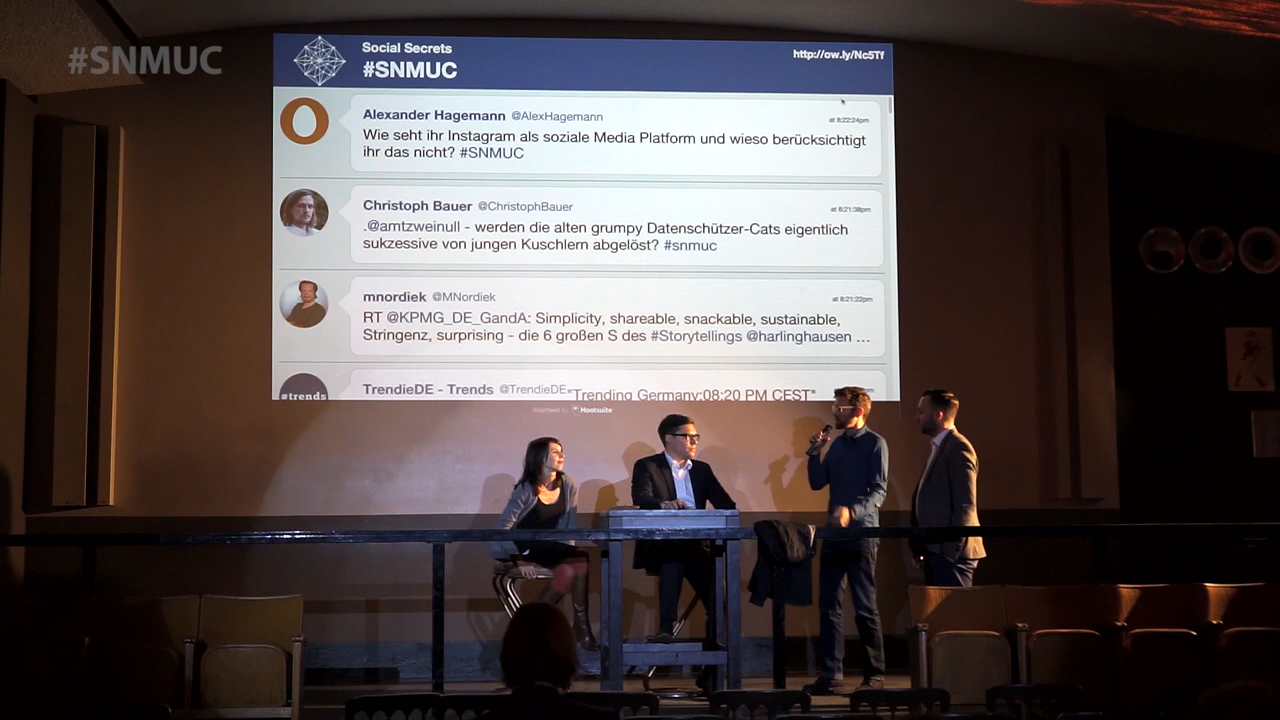 #SNMUC
Social Secrets
#SNMUC
http://ow.ly/Nc5Tf
Alexander Hagemann @AlexHagemann
at 8:22:24pm
Wie seht ihr Instagram als soziale Media Platform und wieso berücksichtigt
ihr das nicht? #SNMUC
Christoph Bauer @ChristophBauer
at 8:21:38pm
.@amtzweinull - werden die alten grumpy Datenschützer-Cats eigentlich
sukzessive von jungen Kuschlern abgelöst? #snmuc
mnordiek @MNordiek
at 8:21:22pm
RT @KPMG_DE_GandA: Simplicity, shareable, snackable, sustainable,
Stringenz, surprising - die 6 großen S des #Storytellings @harlinghausen ...
#trends
TrendieDE - Trends @TrendieDE
"Trending Germany:08:20 PM CEST"
Hootsuite